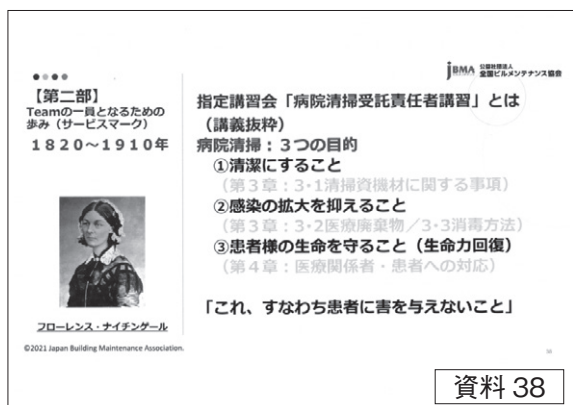 JBMA 公益社団法人
全国ビルメンテナンス協会
【第二部】
Teamの一員となるための
歩み（サービスマーク）
1820～1910年
フローレンス・ナイチンゲール
©2021 Japan Building Maintenance Association.
指定講習会「病院清掃受託責任者講習」とは
（講義抜粋）
病院清掃：３つの目的
①清潔にすること
（第３章：3･1清掃資機材に関する事項）
②感染の拡大を抑えること
（第３章：3･2医療廃棄物／3･3消毒方法）
③患者様の生命を守ること（生命力回復）
（第４章：医療関係者・患者への対応）
「これ、すなわち患者に害を与えないこと」
資料 38